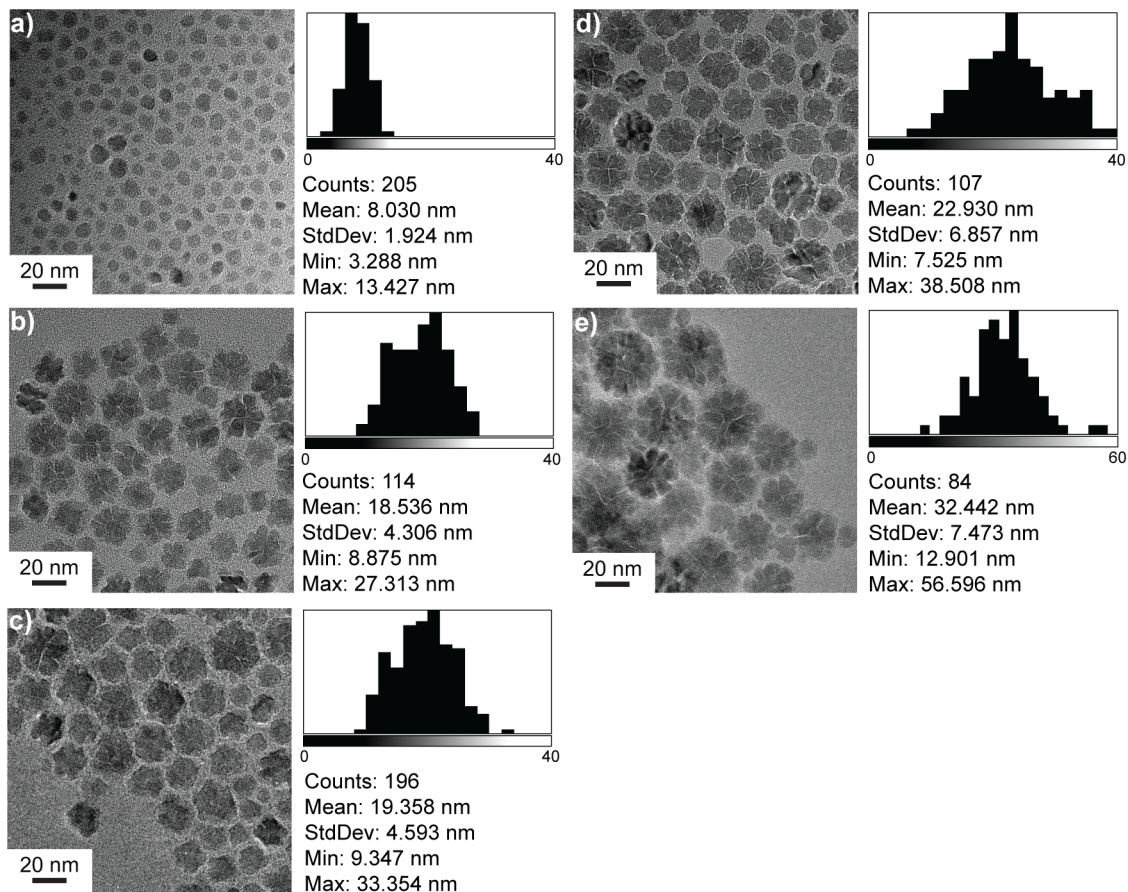 a)
20 nm
0 40
Counts: 205
Mean: 8.030 nm
StdDev: 1.924 nm
Min: 3.288 nm
Max: 13.427 nm
b)
20 nm
0 40
Counts: 114
Mean: 18.536 nm
StdDev: 4.306 nm
Min: 8.875 nm
Max: 27.313 nm
c)
20 nm
0 40
Counts: 196
Mean: 19.358 nm
StdDev: 4.593 nm
Min: 9.347 nm
Max: 33.354 nm
d)
20 nm
0 40
Counts: 107
Mean: 22.930 nm
StdDev: 6.857 nm
Min: 7.525 nm
Max: 38.508 nm
e)
20 nm
0 60
Counts: 84
Mean: 32.442 nm
StdDev: 7.473 nm
Min: 12.901 nm
Max: 56.596 nm